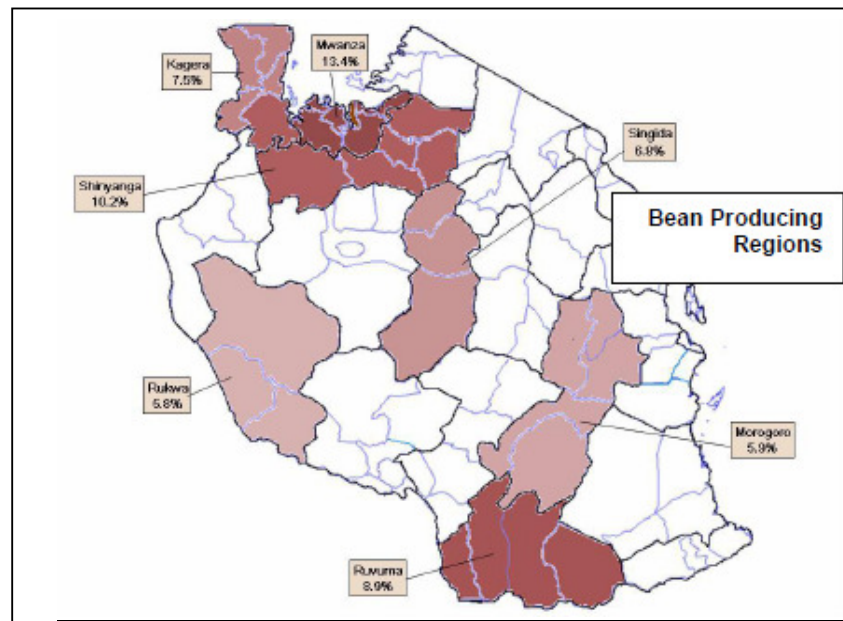 Kagera
7.5%
Mwanza
13.4%
Singida
6.8%
Shinyanga
10.2%
Bean Producing
Regions
Rukwa
5.8%
Morogoro
5.9%
Ruvuma
8.9%